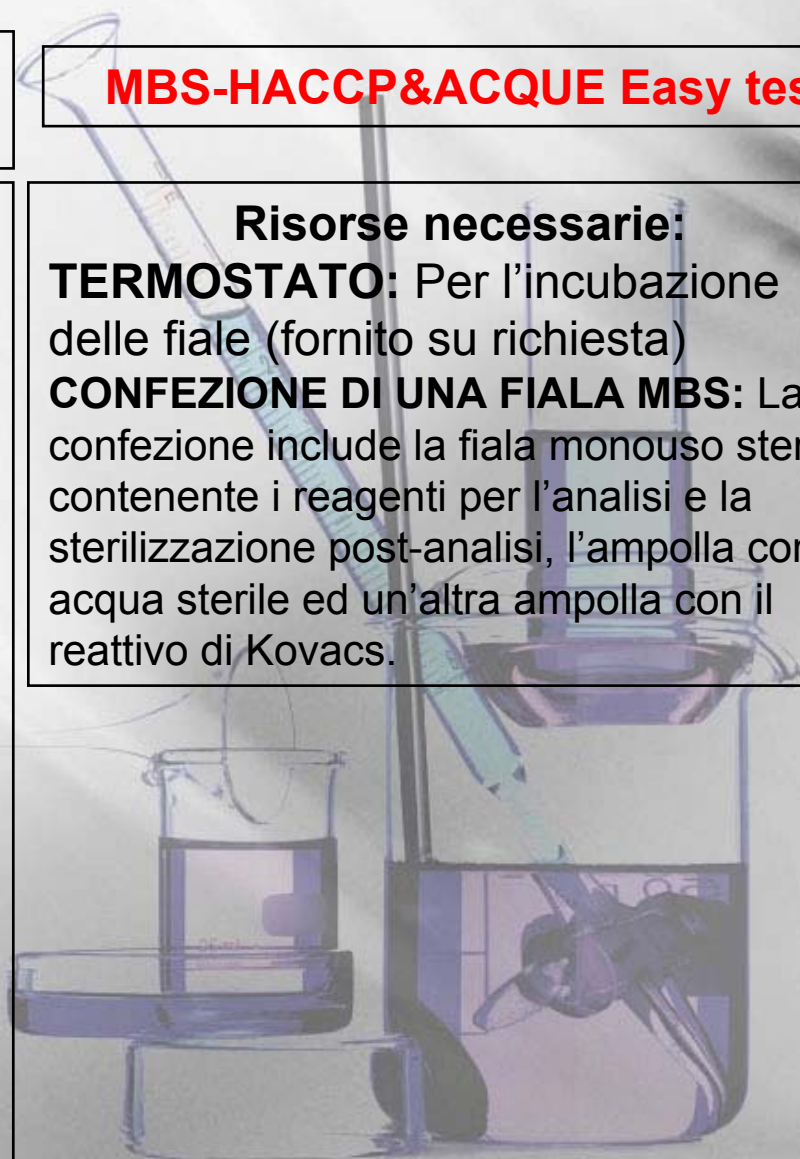 MBS-HACCP&ACQUE Easy tes
Risorse necessarie:
TERMOSTATO: Per l’incubazione
delle fiale (fornito su richiesta)
CONFEZIONE DI UNA FIALA MBS: La
confezione include la fiala monouso ster
contenente i reagenti per l’analisi e la
sterilizzazione post-analisi, l’ampolla con
acqua sterile ed un’altra ampolla con il
reattivo di Kovacs.